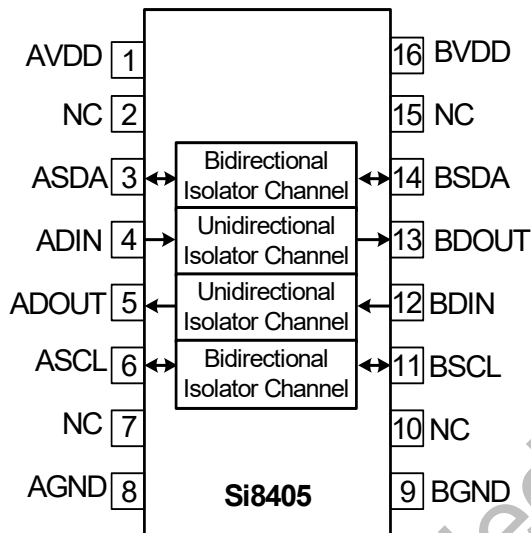 AVDD 1
16 BVDD
NC 2
15 NC
ASDA 3
Bidirectional
Isolator Channel
14 BSDA
ADIN 4
Unidirectional
Isolator Channel
13 BDOUT
ADOUT 5
Unidirectional
Isolator Channel
12 BDIN
ASCL 6
Bidirectional
Isolator Channel
11 BSCL
NC 7
10 NC
AGND 8
Si8405
9 BGND